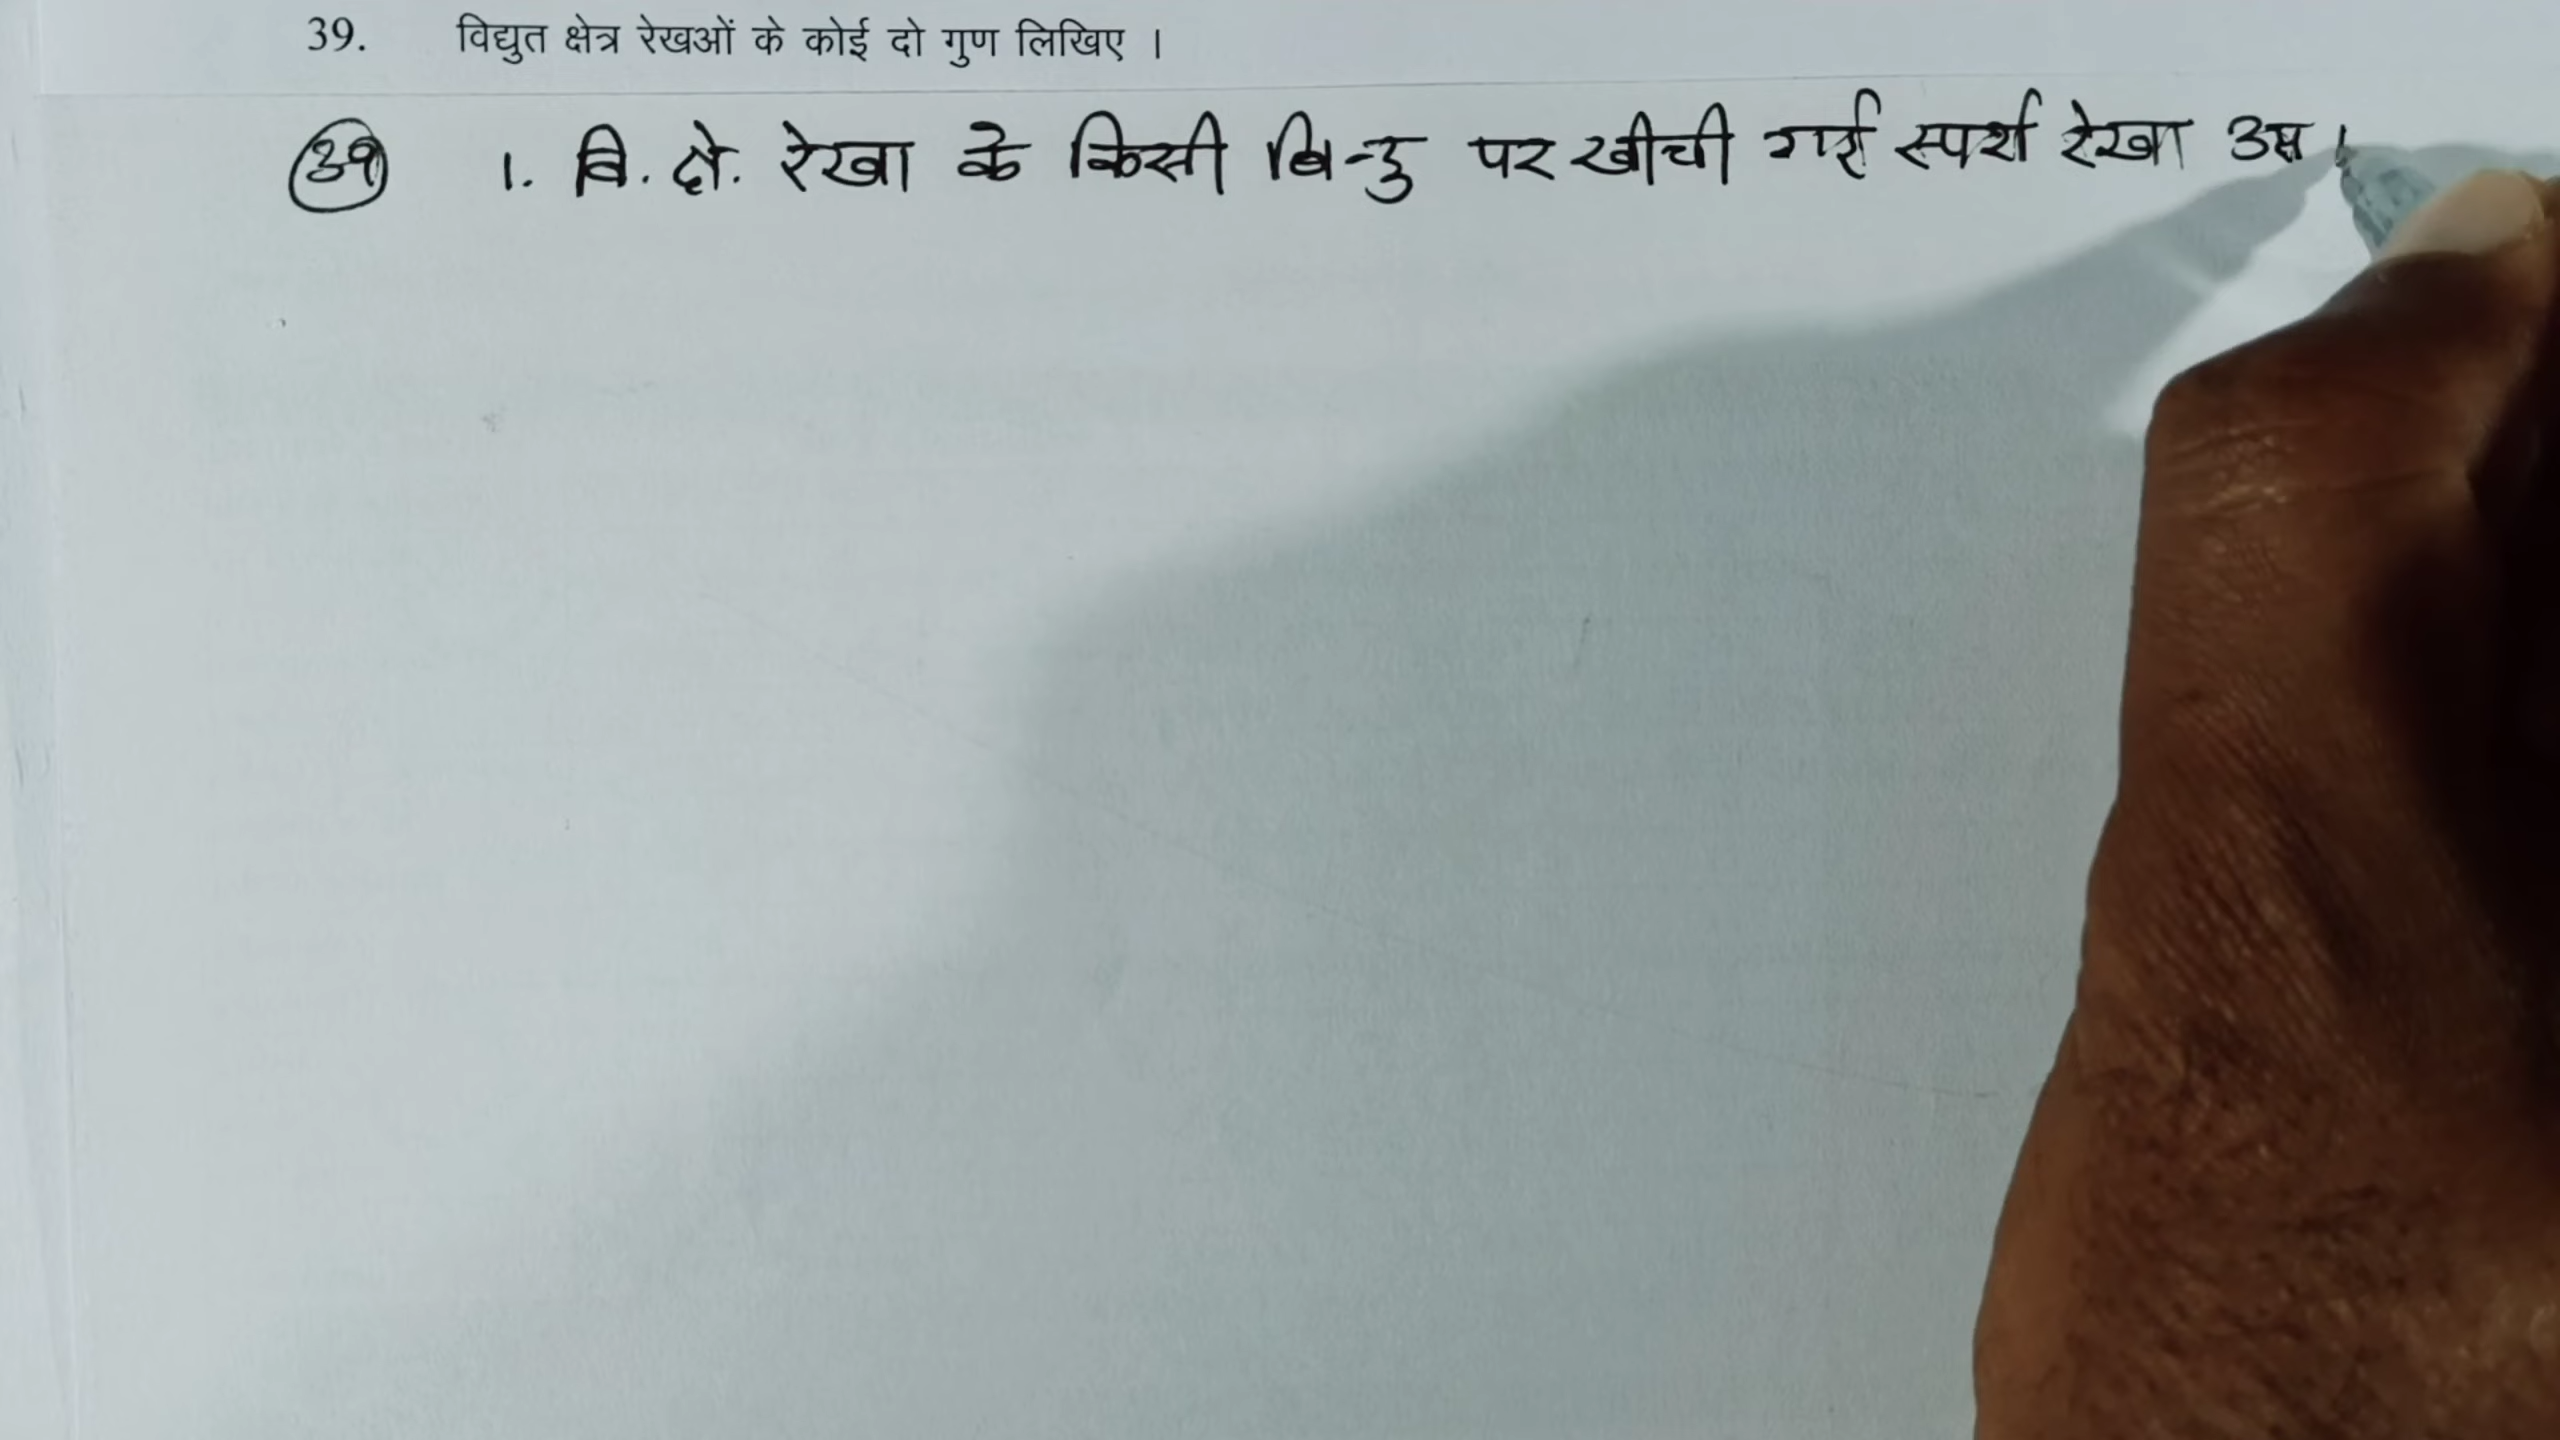 39. विद्युत क्षेत्र रेखओं के कोई दो गुण लिखिए ।
39 1. वि. क्षे. रेखा के किसी बिन्दु पर खीची गई स्पर्श रेखा उस